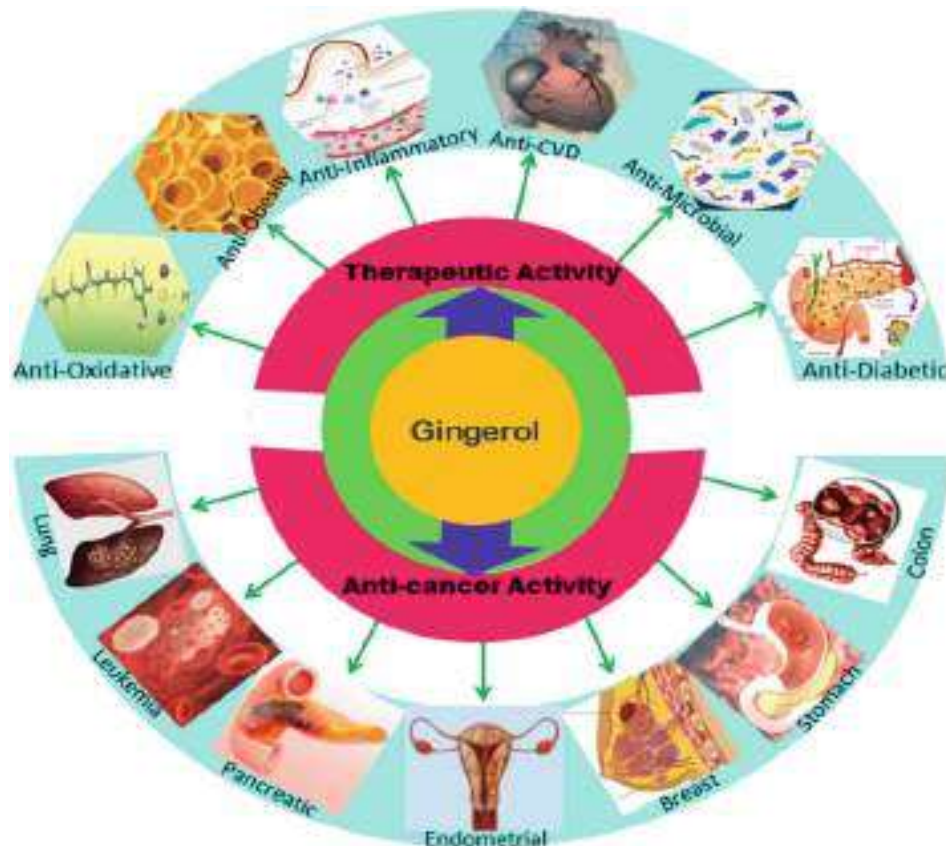 Anti-Inflammatory
Anti-CVD
Anti-Obesity
Anti-Microbial
Therapeutic Activity
Anti-Oxidative
Anti-Diabetic
Gingerol
Anti-cancer Activity
Lung
Colon
Leukemia
Stomach
Pancreatic
Breast
Endometrial